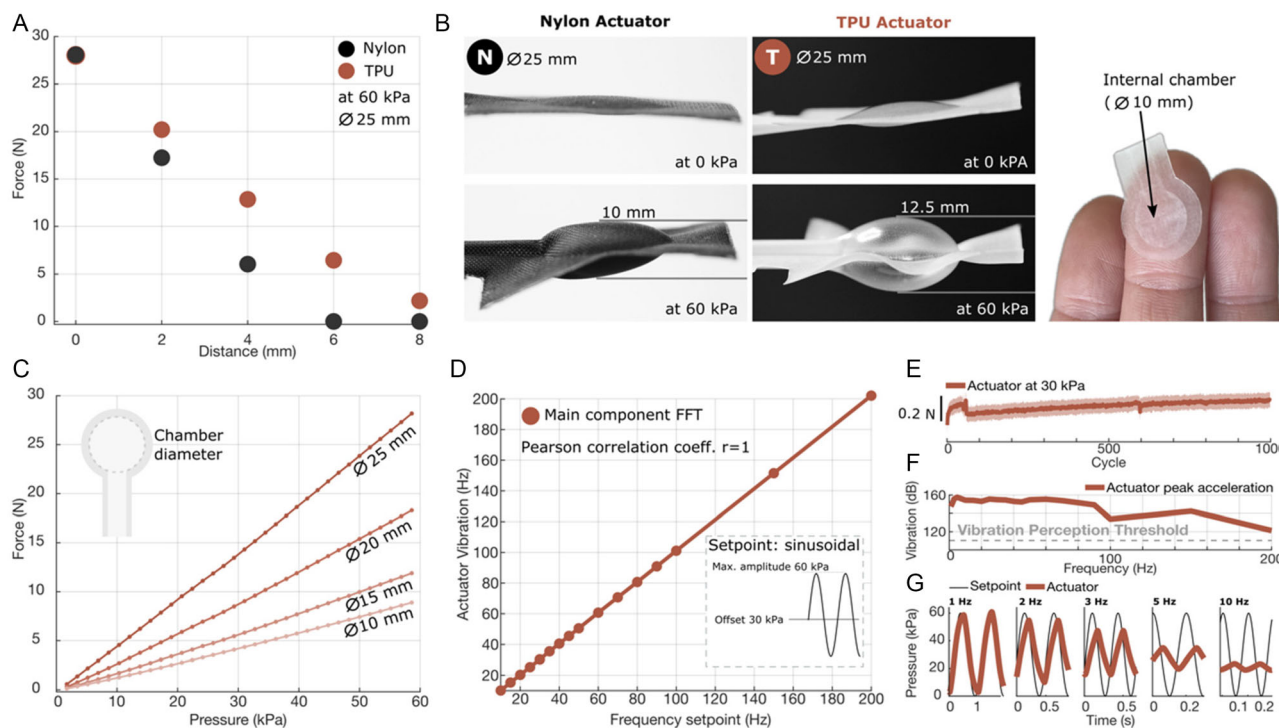 A
Force (N)
30
25
20
15
10
5
0
0
2
4
6
8
Distance (mm)
Nylon
TPU
at 60 kPa
Ø 25 mm
B
Nylon Actuator
TPU Actuator
N
Ø25 mm
at 0 kPa
T
Ø25 mm
at 0 kPA
10 mm
at 60 kPa
12.5 mm
at 60 kPa
Internal chamber
(Ø 10 mm)
C
Force (N)
30
25
20
15
10
5
0
0
10
20
30
40
50
60
Pressure (kPa)
Chamber
diameter
Ø25 mm
Ø20 mm
Ø15 mm
Ø10 mm
D
Actuator Vibration (Hz)
200
180
160
140
120
100
80
60
40
20
10
20
40
60
80
100
120
140
160
180
200
Frequency setpoint (Hz)
Main component FFT
Pearson correlation coeff. r=1
Setpoint: sinusoidal
Max. amplitude 60 kPa
Offset 30 kPa
E
Actuator at 30 kPa
0.2 N
0
500
1000
Cycle
F
Vibration (dB)
160
140
110
Actuator peak acceleration
Vibration Perception Threshold
0
100
200
Frequency (Hz)
G
Setpoint
Actuator
Pressure (kPa)
60
40
20
0
1 Hz
2 Hz
3 Hz
5 Hz
10 Hz
0
1
0
0.5
0
0.5
0
0.2
0
0.1
0.2
Time (s)